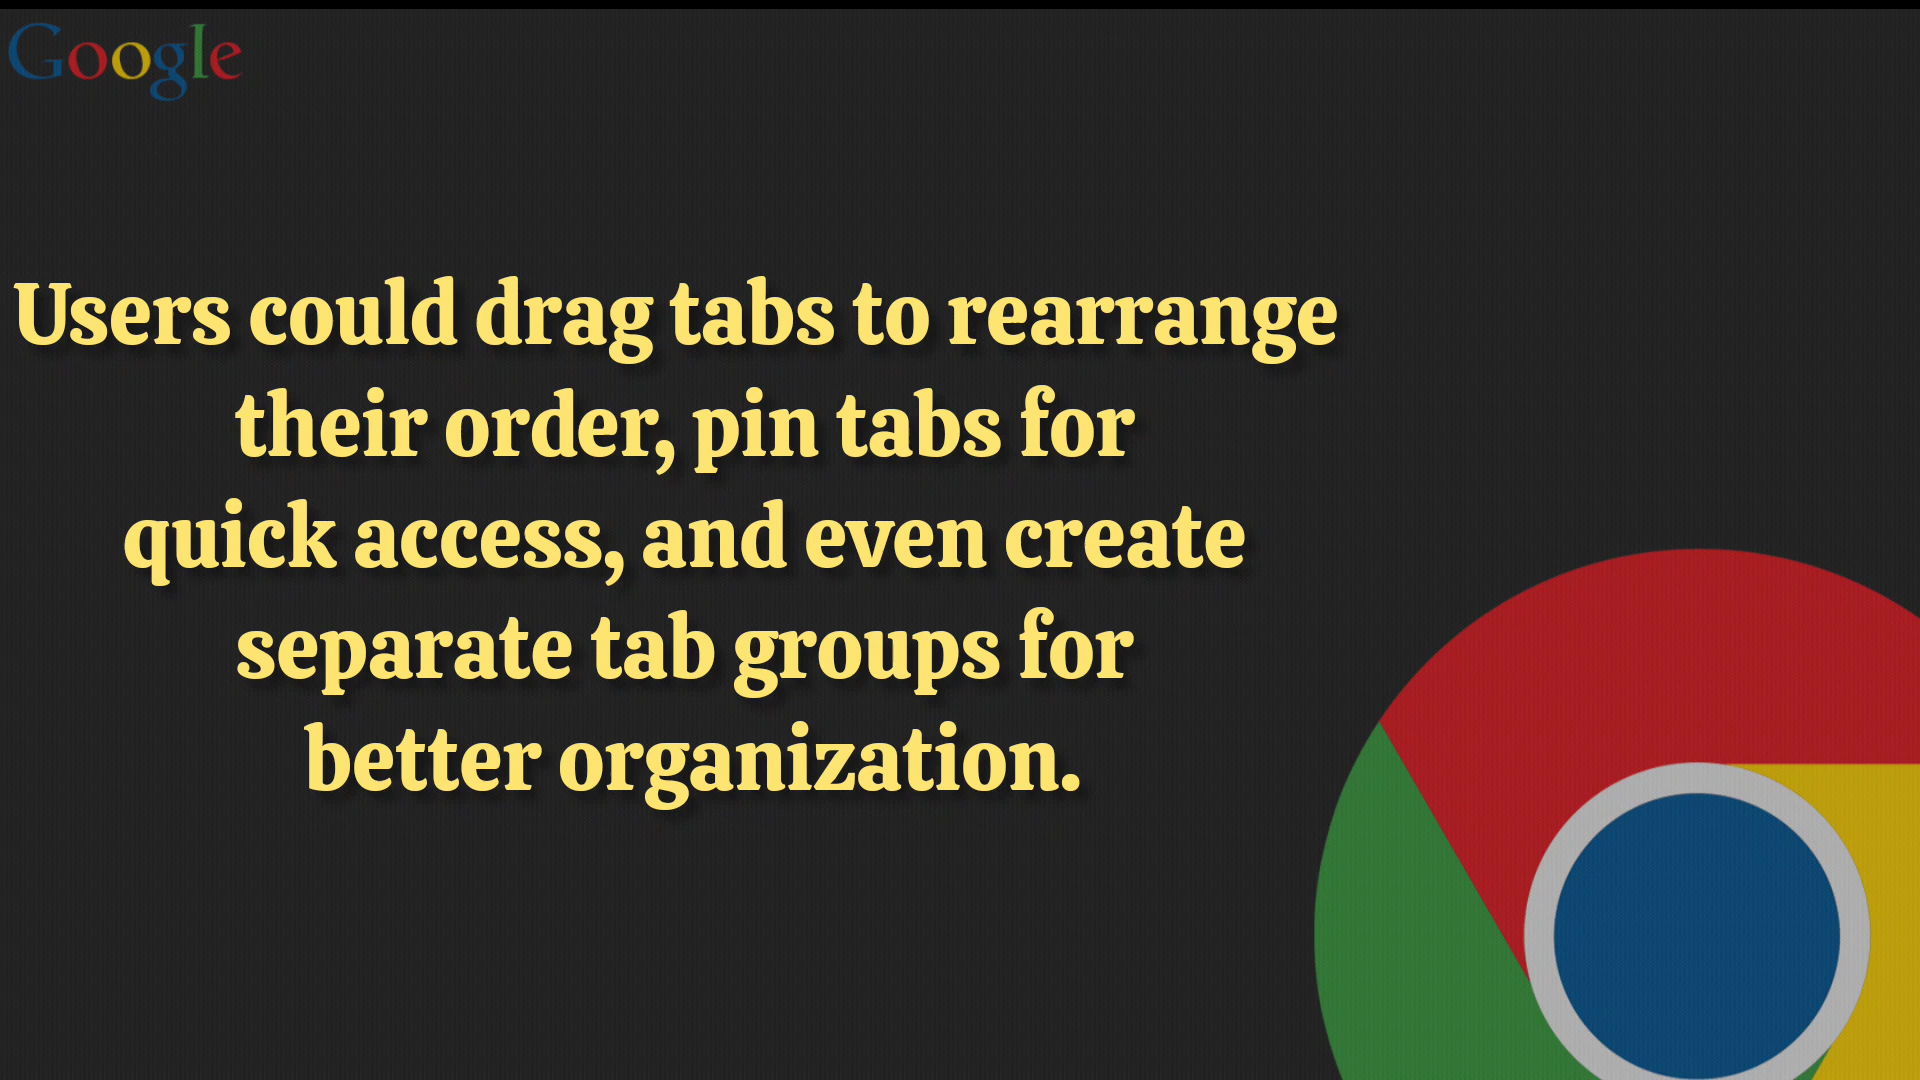 Google
Users could drag tabs to rearrange
their order, pin tabs for
quick access, and even create
separate tab groups for
better organization.